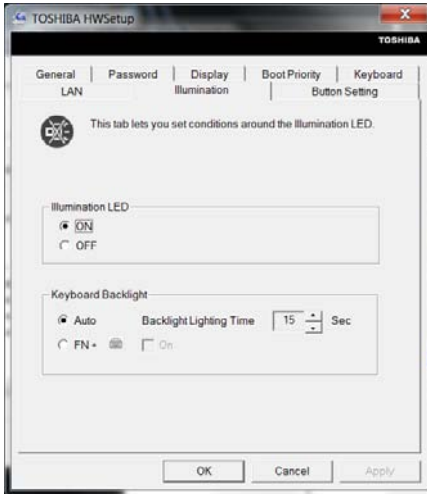 TOSHIBA HWSetup
TOSHIBA
General Password Display Boot Priority Keyboard
LAN Illumination Button Setting
This tab lets you set conditions around the Illumination LED.
Illumination LED
ON
OFF
Keyboard Backlight
Auto Backlight Lighting Time 15 Sec
FN+ On
OK Cancel Apply